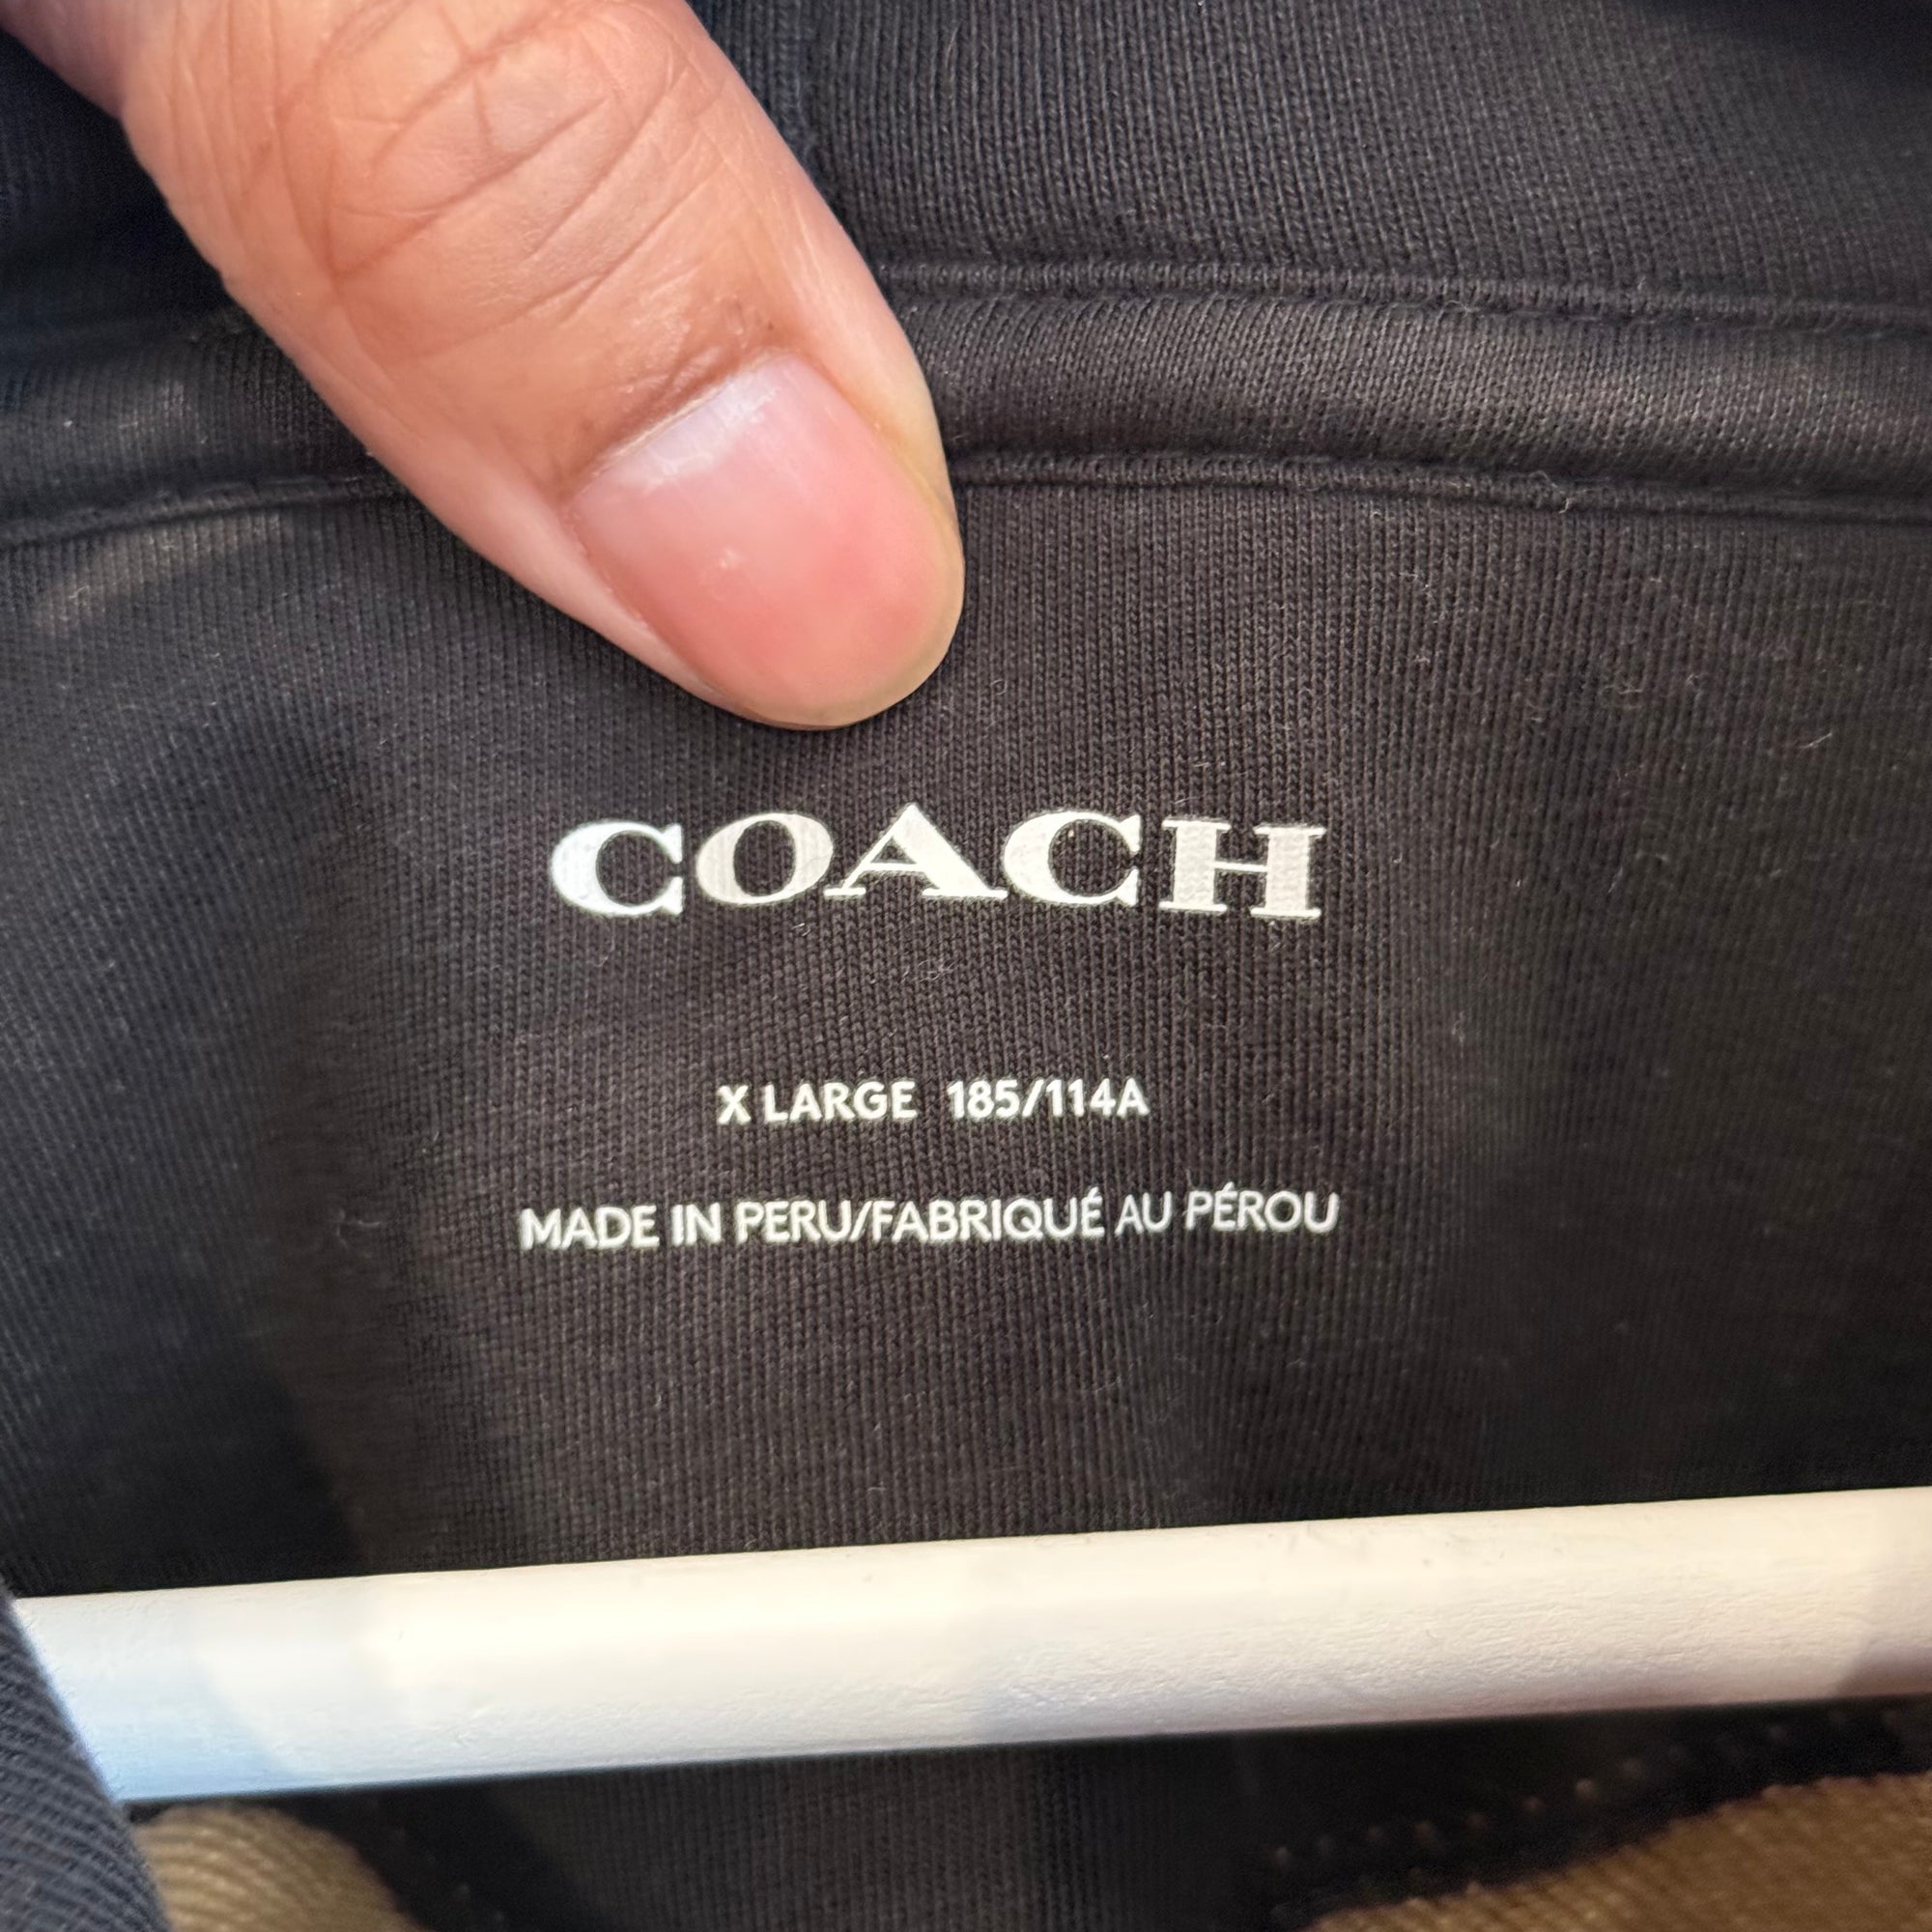 COACH
X LARGE 185/114A
MADE IN PERU/FABRIQUÉ AU PÉROU